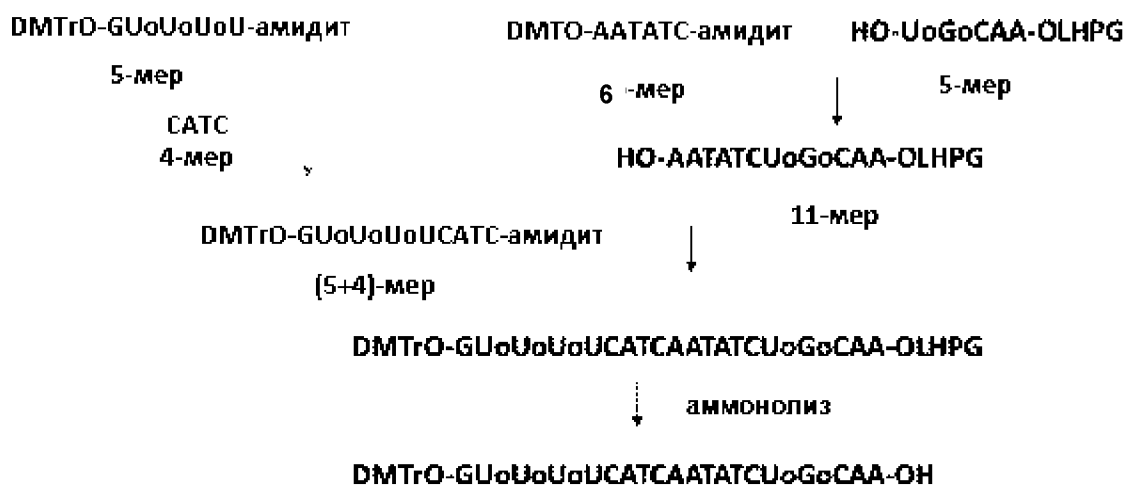 DMTrO-GUoUoUoU-амидит
DMTO-AATATC-амидит
HO-UoGoCAA-OLHPG
5-мер
6 -мер
5-мер
CATC
4-мер
HO-AATATCUoGoCAA-OLHPG
11-мер
DMTrO-GUoUoUoUCATC-амидит
(5+4)-мер
DMTrO-GUoUoUoUCATCAATATCUoGoCAA-OLHPG
аммонолиз
DMTrO-GUoUoUoUCATCAATATCUoGoCAA-OH